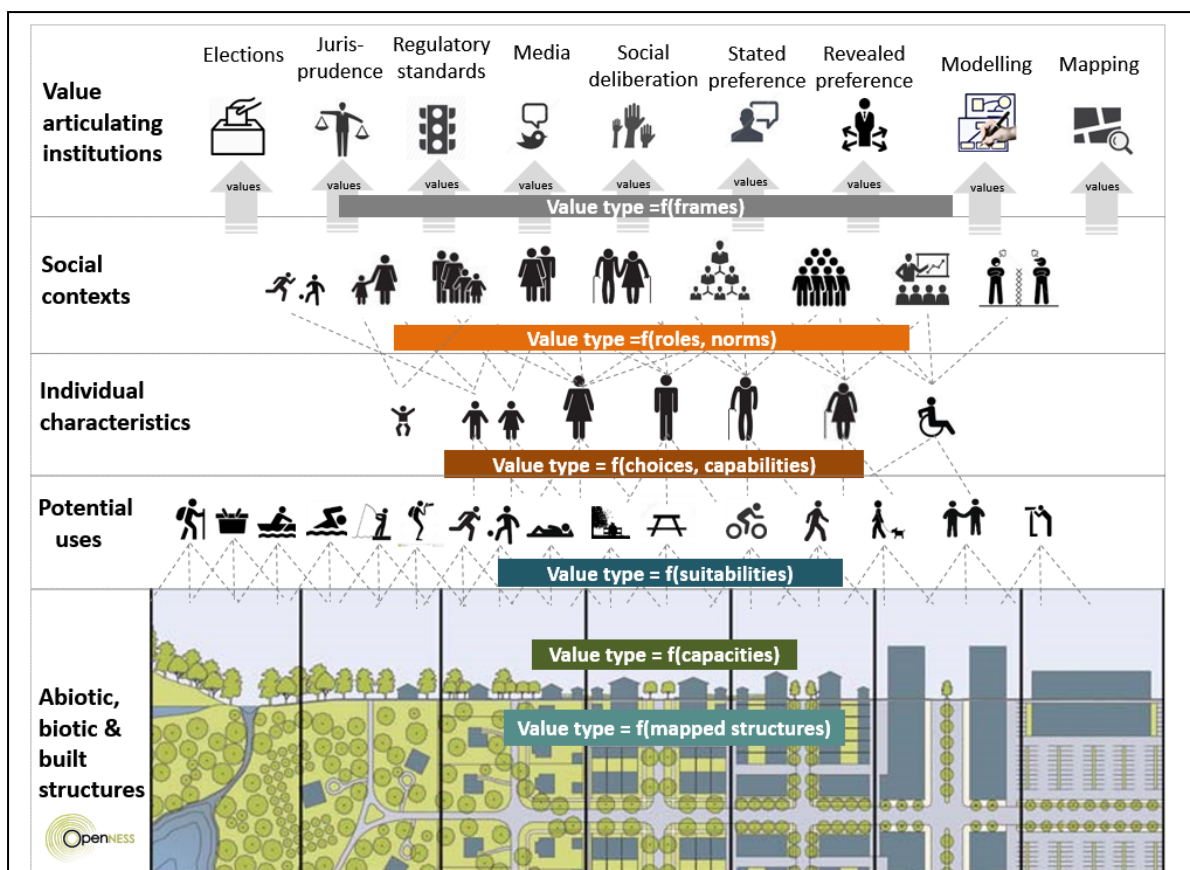 Elections
Juris-
prudence
Regulatory
standards
Media
Social
deliberation
Stated
preference
Revealed
preference
Modelling
Mapping
Value
articulating
institutions
values values values values values values values values values
Value type =f(frames)
Social
contexts
Value type =f(roles, norms)
Individual
characteristics
Value type = f(choices, capabilities)
Potential
uses
Value type = f(suitabilities)
Value type = f(capacities)
Abiotic,
biotic &
built
structures
Value type = f(mapped structures)
OpenNESS